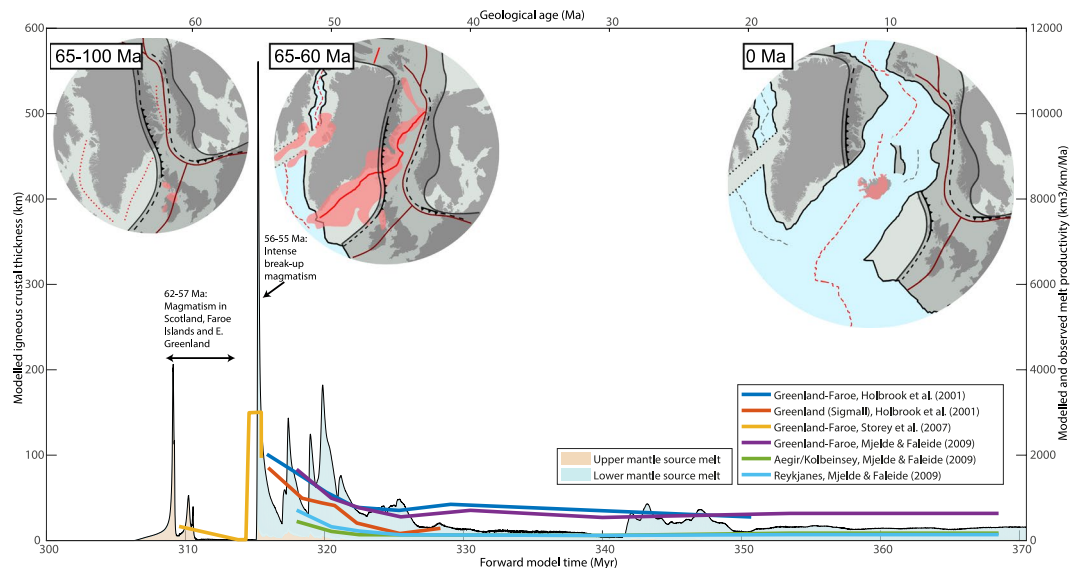 Geological age (Ma)
60
50
40
30
20
10
600
500
400
300
200
100
0
Modelled igneous crustal thickness (km)
12000
10000
8000
6000
4000
2000
0
Modelled and observed melt productivity (km3/km/Ma)
65-100 Ma
65-60 Ma
0 Ma
62-57 Ma:
Magmatism in
Scotland, Faroe
Islands and E.
Greenland
56-55 Ma:
Intense
break-up
magmatism
Upper mantle source melt
Lower mantle source melt
Greenland-Faroe, Holbrook et al. (2001)
Greenland (SigmaII), Holbrook et al. (2001)
Greenland-Faroe, Storey et al. (2007)
Greenland-Faroe, Mjelde & Faleide (2009)
Aegir/Kolbeinsey, Mjelde & Faleide (2009)
Reykjanes, Mjelde & Faleide (2009)
300
310
320
330
340
350
360
370
Forward model time (Myr)